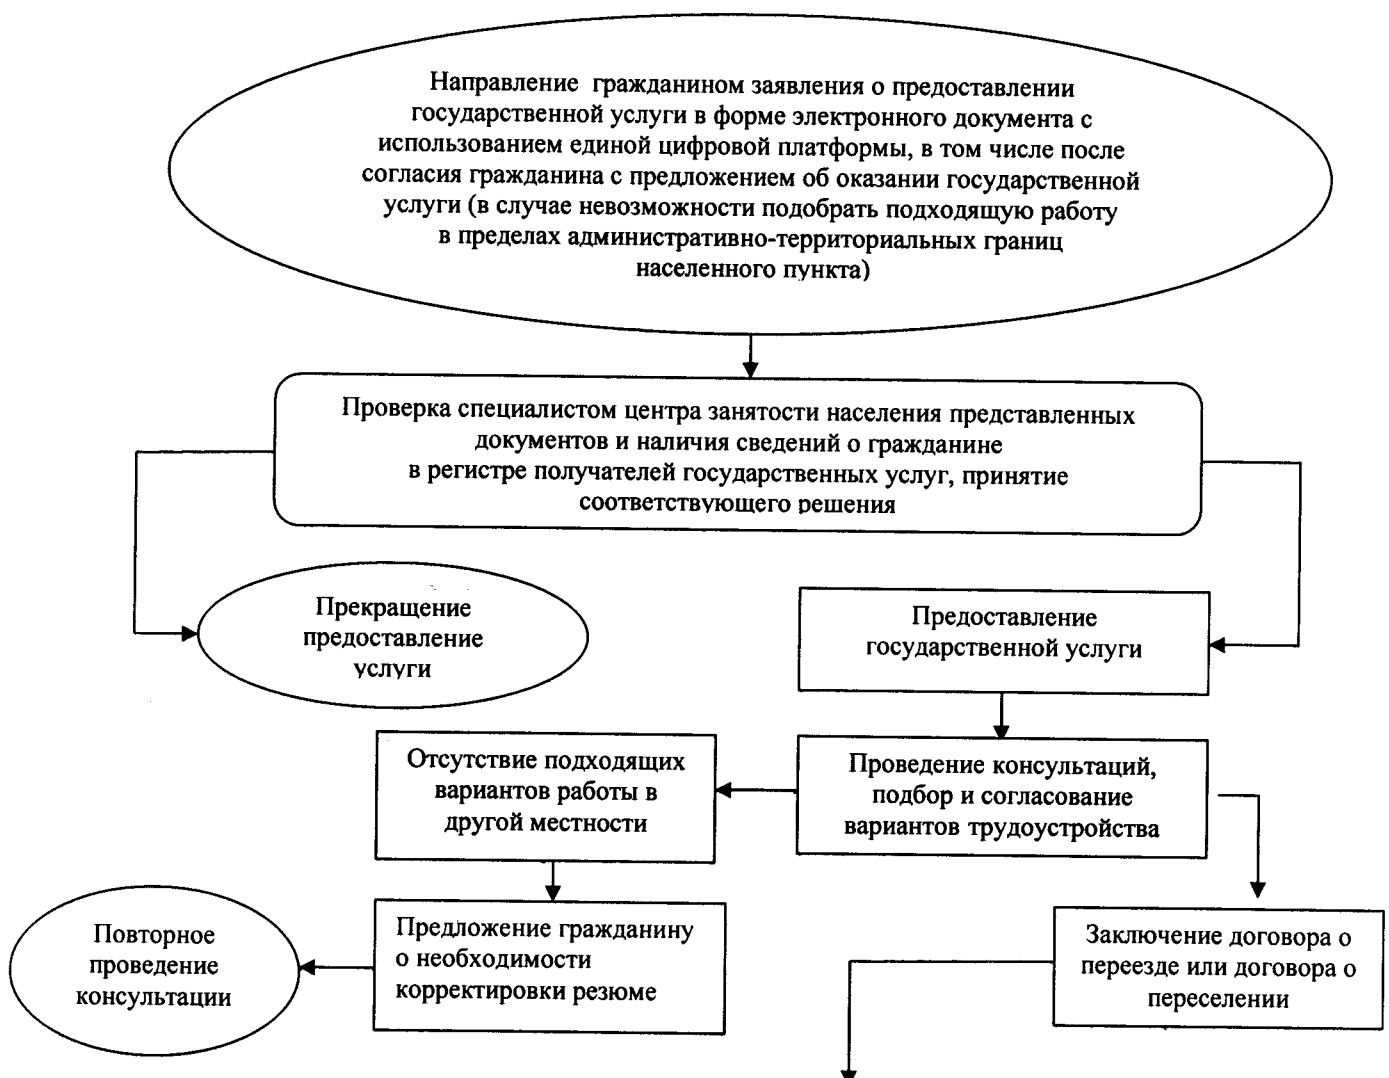 Направление гражданином заявления о предоставлении
государственной услуги в форме электронного документа с
использованием единой цифровой платформы, в том числе после
согласия гражданина с предложением об оказании государственной
услуги (в случае невозможности подобрать подходящую работу
в пределах административно-территориальных границ
населенного пункта)
Проверка специалистом центра занятости населения представленных
документов и наличия сведений о гражданине
в регистре получателей государственных услуг, принятие
соответствующего решения
Прекращение
предоставление
услуги
Предоставление
государственной услуги
Отсутствие подходящих
вариантов работы в
другой местности
Проведение консультаций,
подбор и согласование
вариантов трудоустройства
Повторное
проведение
консультации
Предложение гражданину
о необходимости
корректировки резюме
Заключение договора о
переезде или договора о
переселении